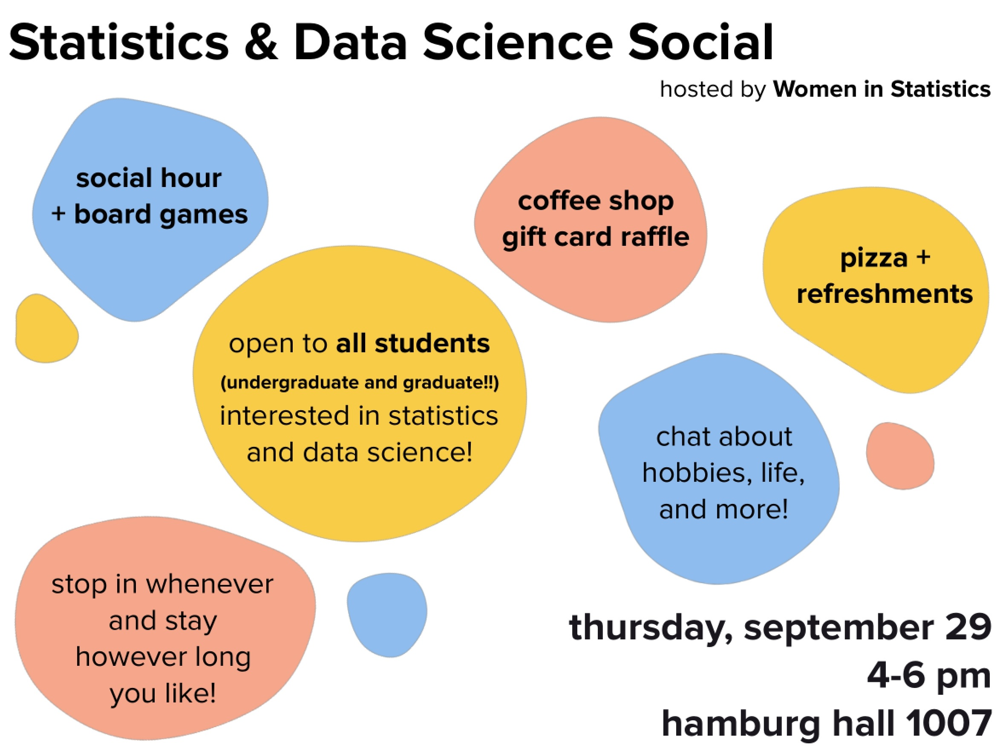 Statistics & Data Science Social
hosted by Women in Statistics
social hour
+ board games
coffee shop
gift card raffle
pizza +
refreshments
open to all students
(undergraduate and graduate!!)
interested in statistics
and data science!
chat about
hobbies, life,
and more!
stop in whenever
and stay
however long
you like!
thursday, september 29
4-6 pm
hamburg hall 1007